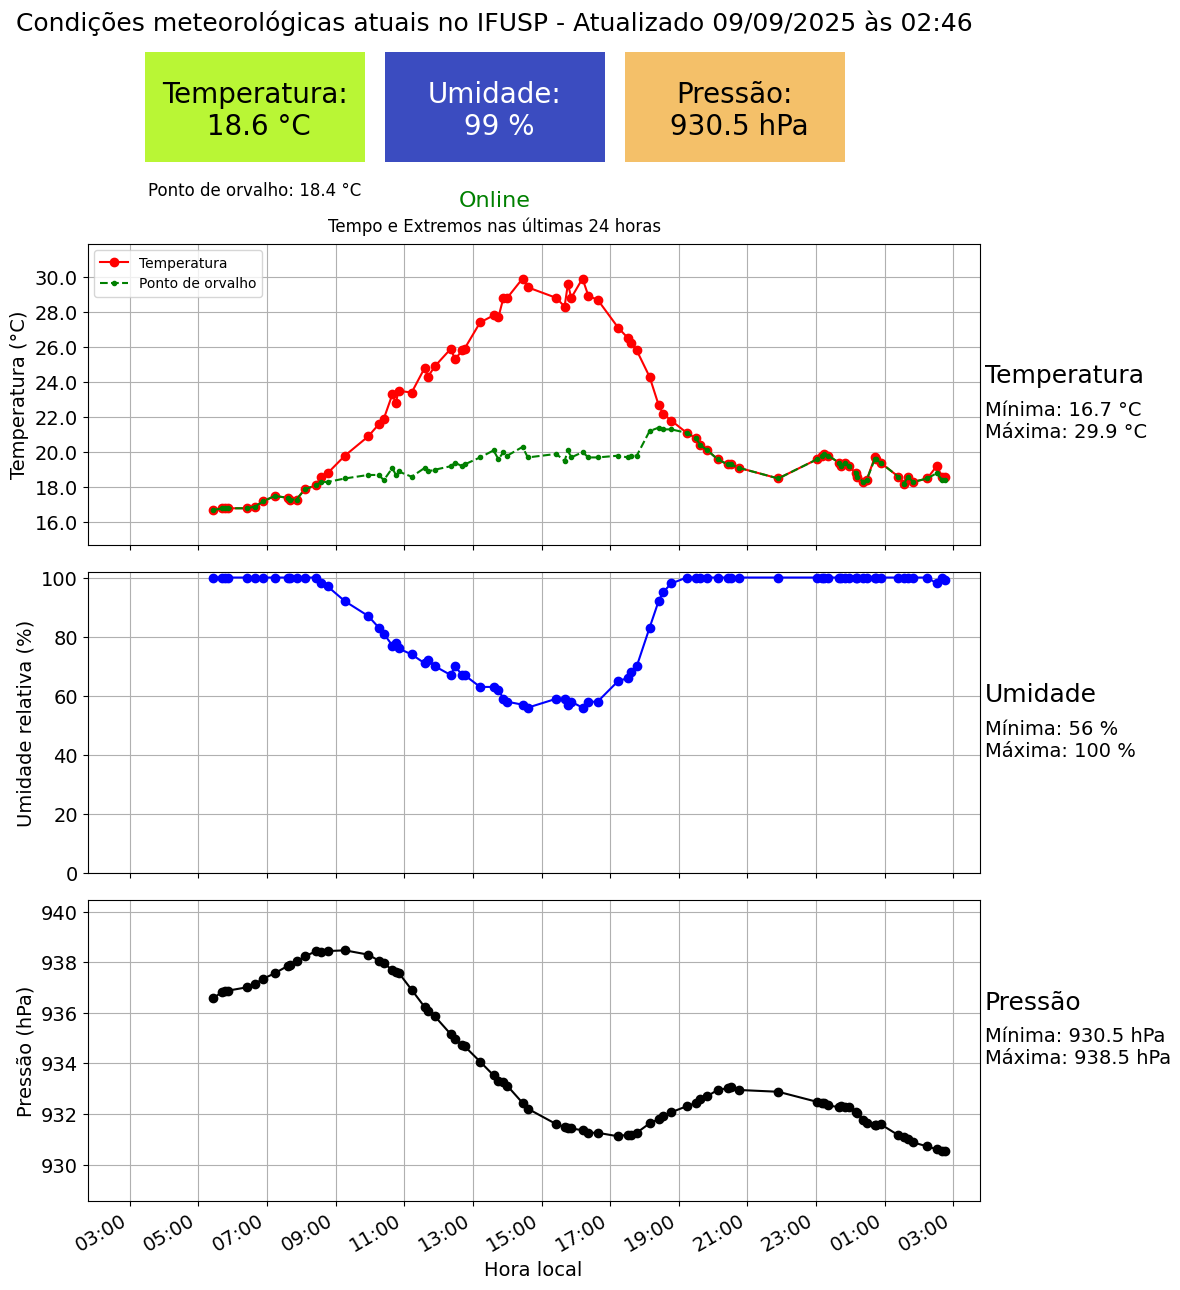 Condições meteorológicas atuais no IFUSP - Atualizado 09/09/2025 às 02:46
Temperatura:
18.6 °C
Umidade:
99 %
Pressão:
930.5 hPa
Ponto de orvalho: 18.4 °C
Online
Tempo e Extremos nas últimas 24 horas
Temperatura
Ponto de orvalho
Temperatura (°C)
30.0
28.0
26.0
24.0
22.0
20.0
18.0
16.0
Temperatura
Mínima: 16.7 °C
Máxima: 29.9 °C
Umidade relativa (%)
100
80
60
40
20
0
Umidade
Mínima: 56 %
Máxima: 100 %
Pressão (hPa)
940
938
936
934
932
930
Pressão
Mínima: 930.5 hPa
Máxima: 938.5 hPa
03:00 05:00 07:00 09:00 11:00 13:00 15:00 17:00 19:00 21:00 23:00 01:00 03:00
Hora local